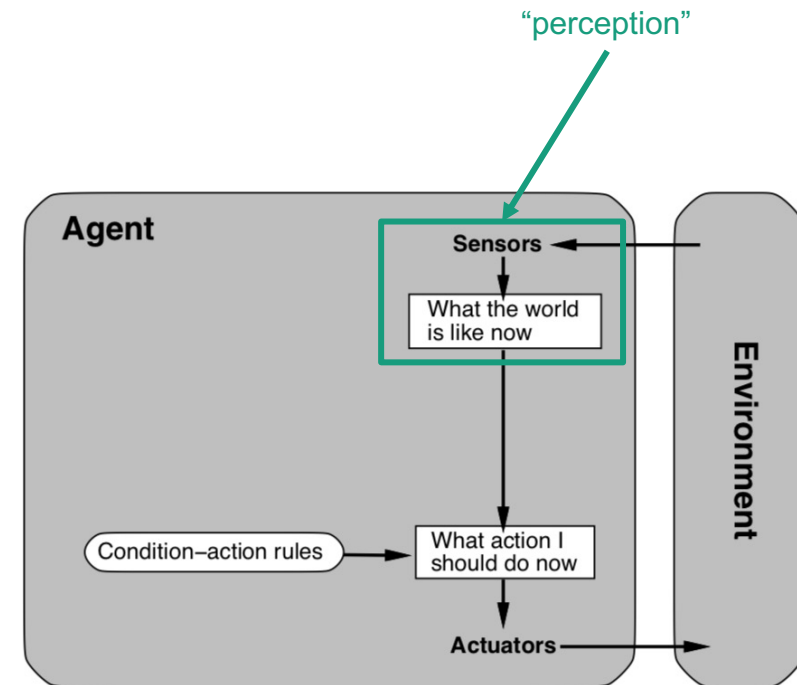 “perception”
Agent
Sensors
What the world
is like now
Environment
Condition−action rules
What action I
should do now
Actuators